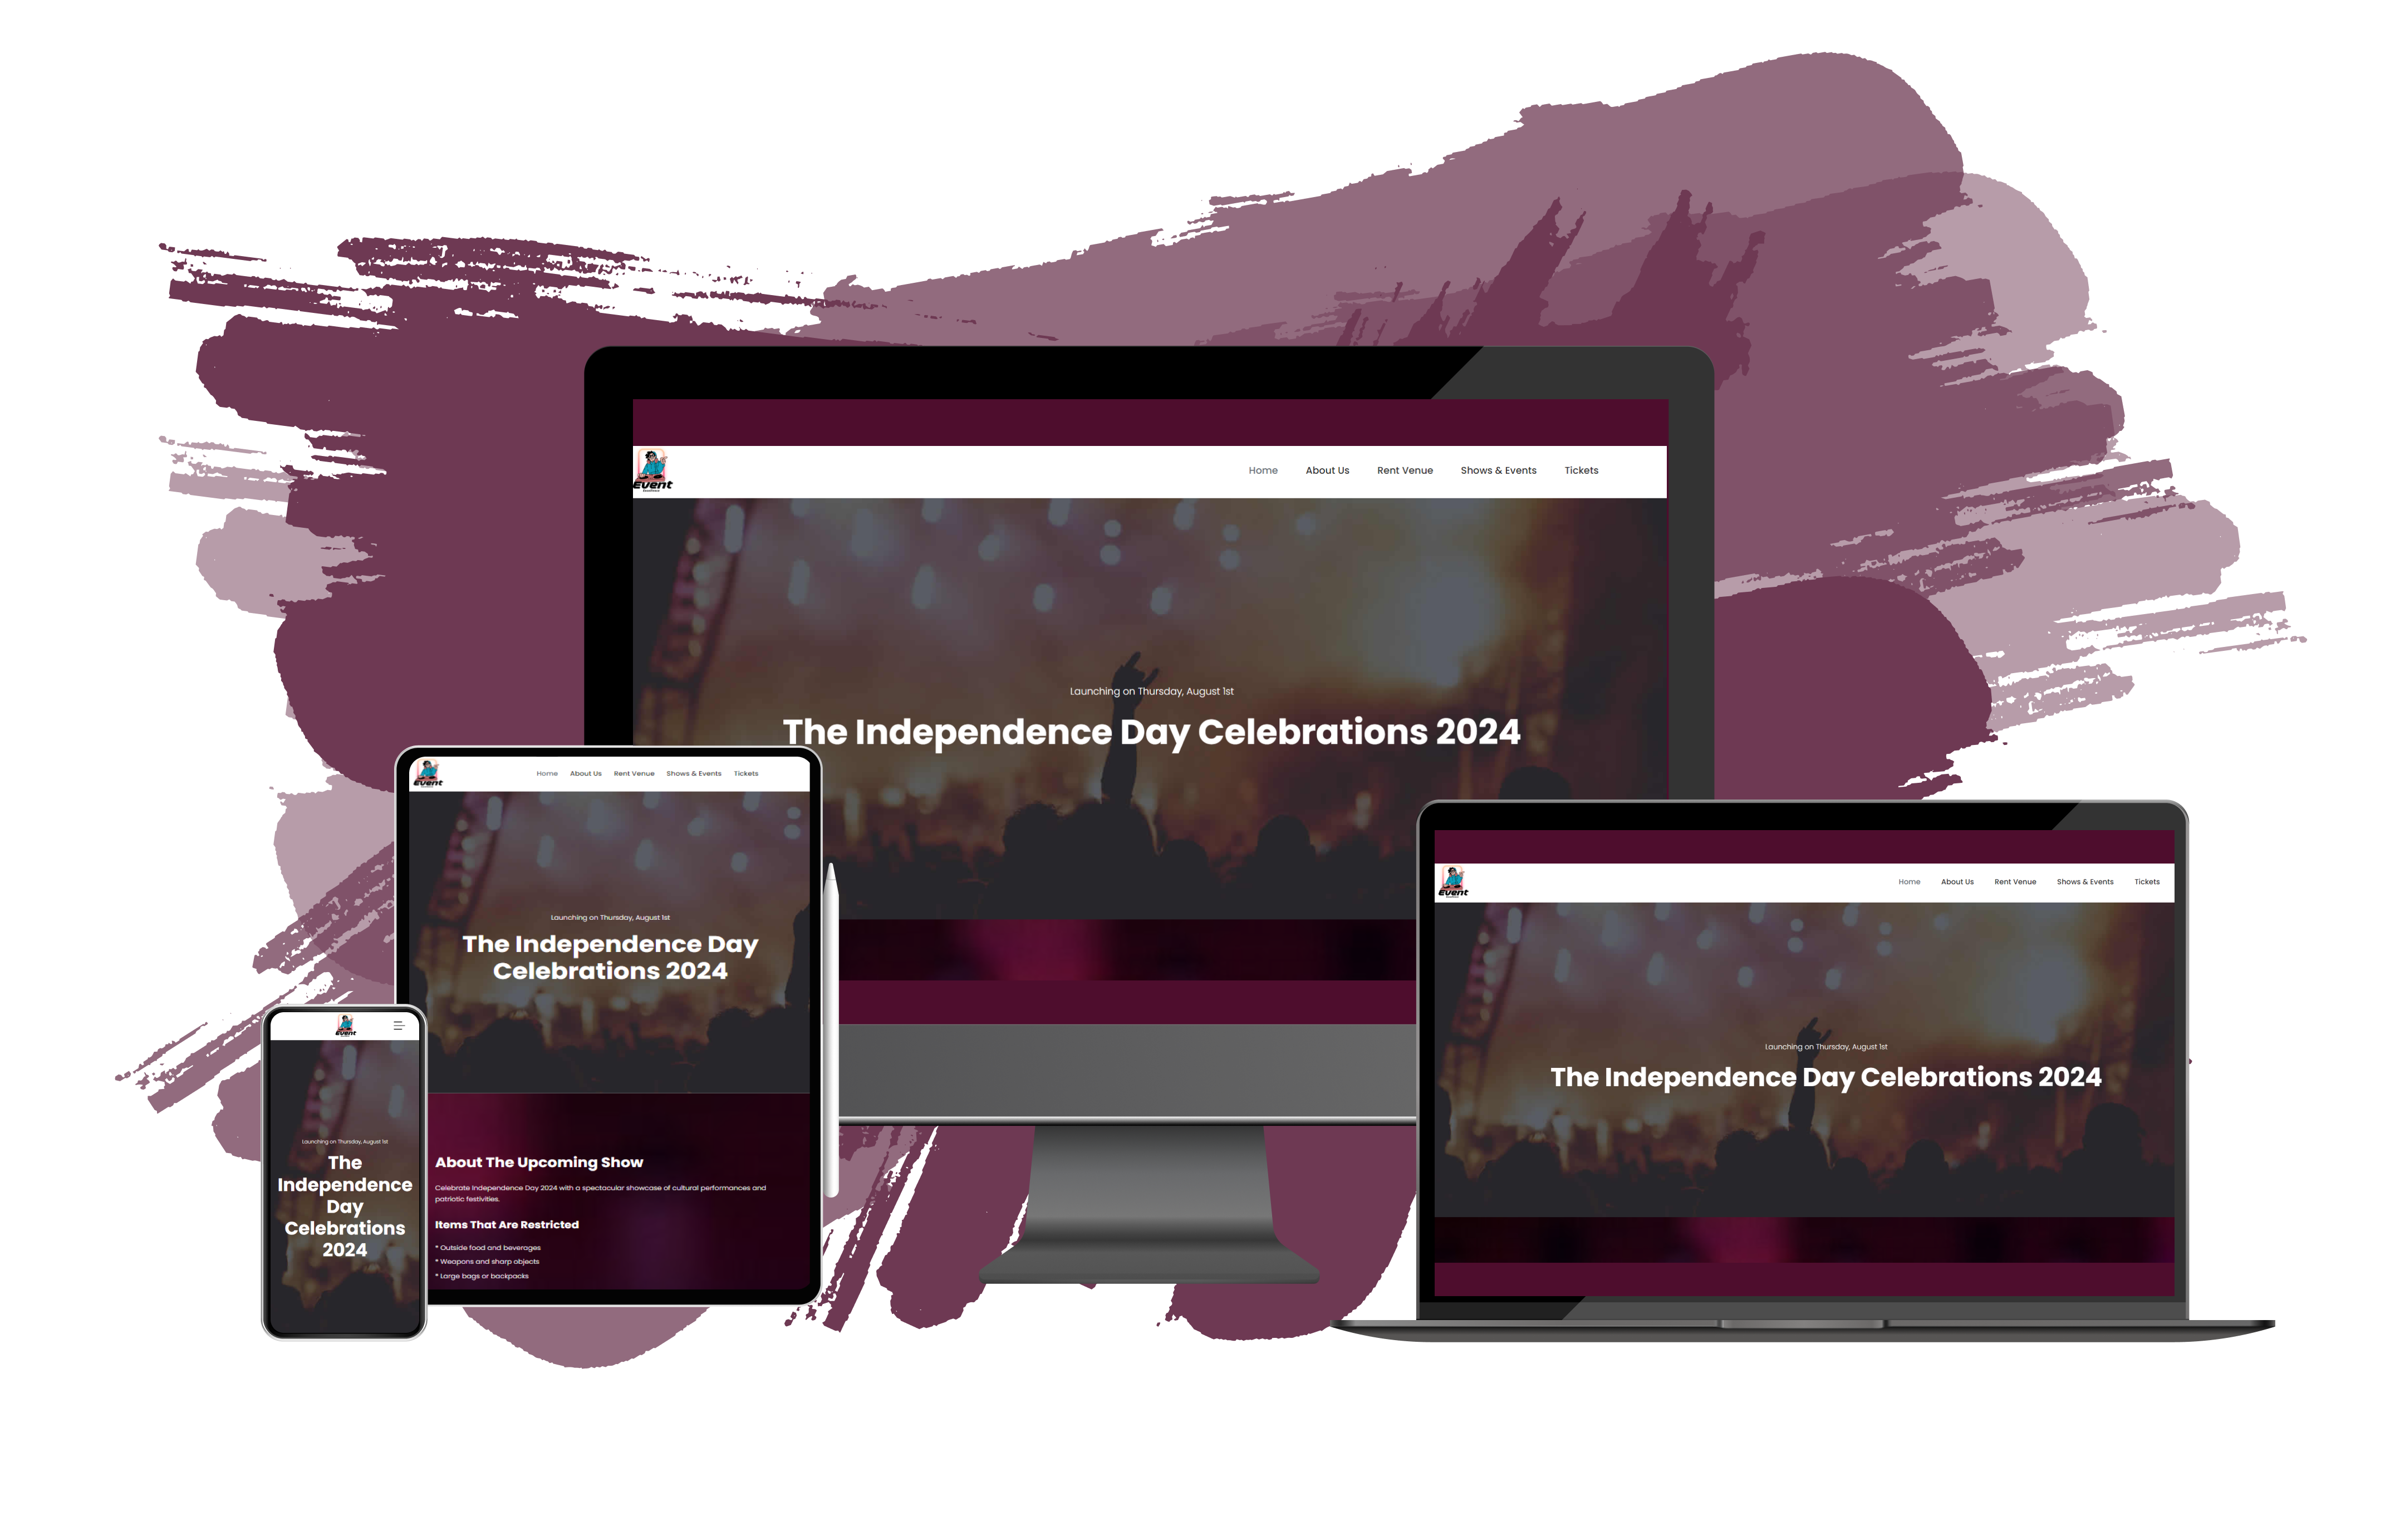 Event
Home About Us Rent Venue Shows & Events Tickets
Launching on Thursday, August 1st
The Independence Day Celebrations 2024
Event
Home About Us Rent Venue Shows & Events Tickets
Launching on Thursday, August 1st
The Independence Day
Celebrations 2024
About The Upcoming Show
Celebrate Independence Day 2024 with a spectacular showcase of cultural performances and
patriotic festivities.
Items That Are Restricted
* Outside food and beverages
* Weapons and sharp objects
* Large bags or backpacks
Event
Launching on Thursday, August 1st
The
Independence
Day
Celebrations
2024
Event
Home About Us Rent Venue Shows & Events Tickets
Launching on Thursday, August 1st
The Independence Day Celebrations 2024